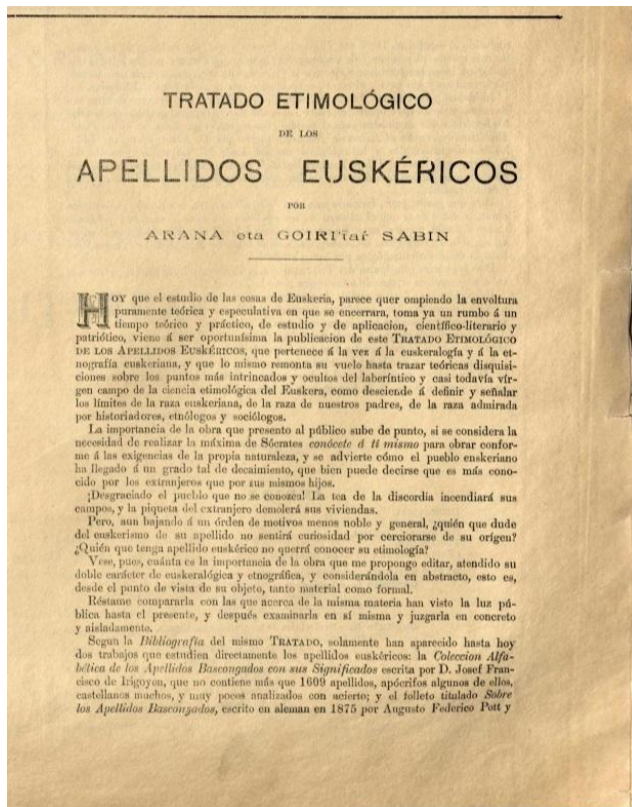 TRATADO ETIMOLÓGICO
DE LOS
APELLIDOS EUSKÉRICOS
POR
ARANA eta GOIRI'taŕ SABIN
HOY que el estudio de las cosas de Euskeria, parece quer ompiendo la envoltura
puramente teórica y especulativa en que se encerrara, toma ya un rumbo á un
tiempo teórico y práctico, de estudio y de aplicacion, científico-literario y
patriótico, viene á ser oportunísima la publicacion de este TRATADO ETIMOLÓGICO
DE LOS APELLIDOS EUSKÉRICOS, que pertenece á la vez á la euskeralogía y á la et-
nografía euskeriana, y que lo mismo remonta su vuelo hasta trazar teóricas disquisi-
ciones sobre los puntos más intrincados y ocultos del laberíntico y casi todavía vír-
gen campo de la ciencia etimológica del Euskera, como desciende á definir y señalar
los límites de la raza euskeriana, de la raza de nuestros padres, de la raza admirada
por historiadores, etnólogos y sociólogos.
La importancia de la obra que presento al público sube de punto, si se considera la
necesidad de realizar la máxima de Sócrates conócete á tí mismo para obrar confor-
me á las exigencias de la propia naturaleza, y se advierte cómo el pueblo euskeriano
ha llegado á un grado tal de decaimiento, que bien puede decirse que es más cono-
cido por los extranjeros que por sus mismos hijos.
¡Desgraciado el pueblo que no se conozca! La tea de la discordia incendiará sus
campos, y la piqueta del extranjero demolerá sus viviendas.
Pero, aun bajando á un órden de motivos menos noble y general, ¿quién que dude
del euskerismo de su apellido no sentirá curiosidad por cerciorarse de su orígen?
¿Quién que tenga apellido euskérico no querrá conocer su etimología?
Vese, pues, cuánta es la importancia de la obra que me propongo editar, atendido su
doble carácter de euskeralógica y etnográfica, y considerándola en abstracto, esto es,
desde el punto de vista de su objeto, tanto material como formal.
Réstame compararla con las que acerca de la misma materia han visto la luz pú-
blica hasta el presente, y después examinarla en sí misma y juzgarla en concreto
y aisladamente.
Segun la Bibliografía del mismo TRATADO, solamente han aparecido hasta hoy
dos trabajos que estudien directamente los apellidos euskéricos: la Coleccion Alfa-
bética de los Apellidos Bascongados con sus Significados escrita por D. Josef Fran-
cisco de Irigoyen, que no contiene más que 1609 apellidos, apócrifos algunos de ellos,
castellanos muchos, y muy pocos analizados con acierto; y el folleto titulado Sobre
los Apellidos Bascongados, escrito en aleman en 1875 por Augusto Federico Pott y